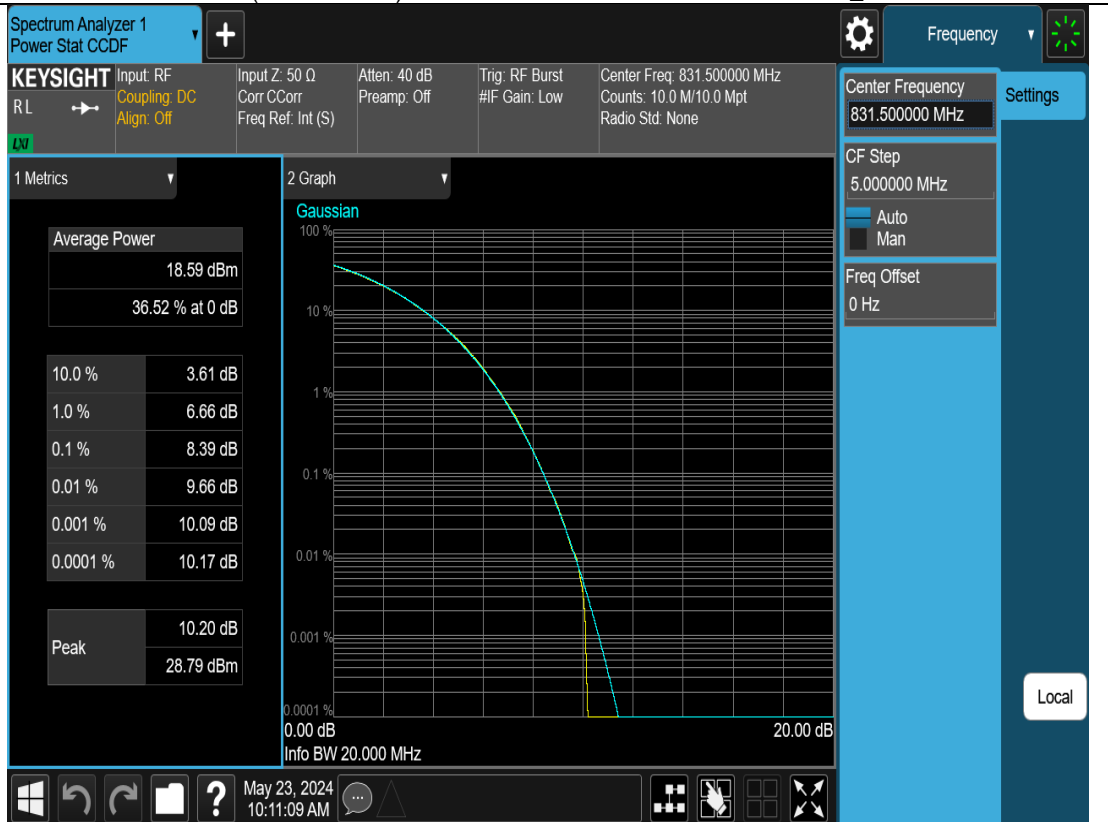 Spectrum Analyzer 1
Power Stat CCDF
Frequency
KEYSIGHT
RL
LXI
Input: RF
Coupling: DC
Align: Off
Input Z: 50 Ω
Corr CCorr
Freq Ref: Int (S)
Atten: 40 dB
Preamp: Off
Trig: RF Burst
#IF Gain: Low
Center Freq: 831.500000 MHz
Counts: 10.0 M/10.0 Mpt
Radio Std: None
Center Frequency
831.500000 MHz
Settings
CF Step
5.000000 MHz
Auto
Man
Freq Offset
0 Hz
1 Metrics
Average Power
18.59 dBm
36.52 % at 0 dB
10.0 % 3.61 dB
1.0 % 6.66 dB
0.1 % 8.39 dB
0.01 % 9.66 dB
0.001 % 10.09 dB
0.0001 % 10.17 dB
Peak
10.20 dB
28.79 dBm
2 Graph
Gaussian
100 %
10 %
1 %
0.1 %
0.01 %
0.001 %
0.0001 %
0.00 dB 20.00 dB
Info BW 20.000 MHz
Local
?
May 23, 2024
10:11:09 AM